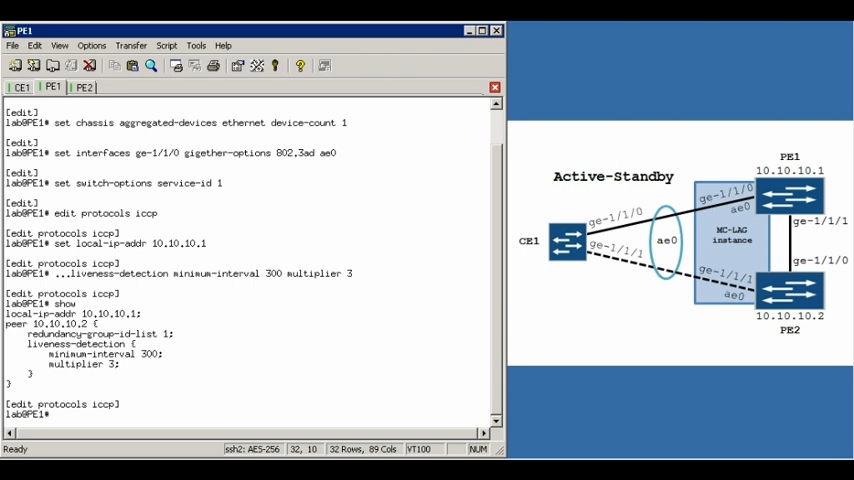 PE1
File Edit View Options Transfer Script Tools Help
CE1 PE1 PE2
[edit]
lab@PE1# set chassis aggregated-devices ethernet device-count 1
[edit]
lab@PE1# set interfaces ge-1/1/0 gigether-options 802.3ad ae0
[edit]
lab@PE1# set switch-options service-id 1
[edit]
lab@PE1# edit protocols iccp
[edit protocols iccp]
lab@PE1# set local-ip-addr 10.10.10.1
[edit protocols iccp]
lab@PE1# ...liveness-detection minimum-interval 300 multiplier 3
[edit protocols iccp]
lab@PE1# show
local-ip-addr 10.10.10.1;
peer 10.10.10.2 {
redundancy-group-id-list 1;
liveness-detection {
minimum-interval 300;
multiplier 3;
}
}
[edit protocols iccp]
lab@PE1#
Ready ssh2: AES-256 32, 10 32 Rows, 89 Cols VT100 NUM
PE1
10.10.10.1
Active-Standby
ge-1/1/0
ae0
ge-1/1/0
ge-1/1/1
CE1
ae0
MC-LAG
instance
ge-1/1/1
ge-1/1/0
ge-1/1/1
ae0
10.10.10.2
PE2